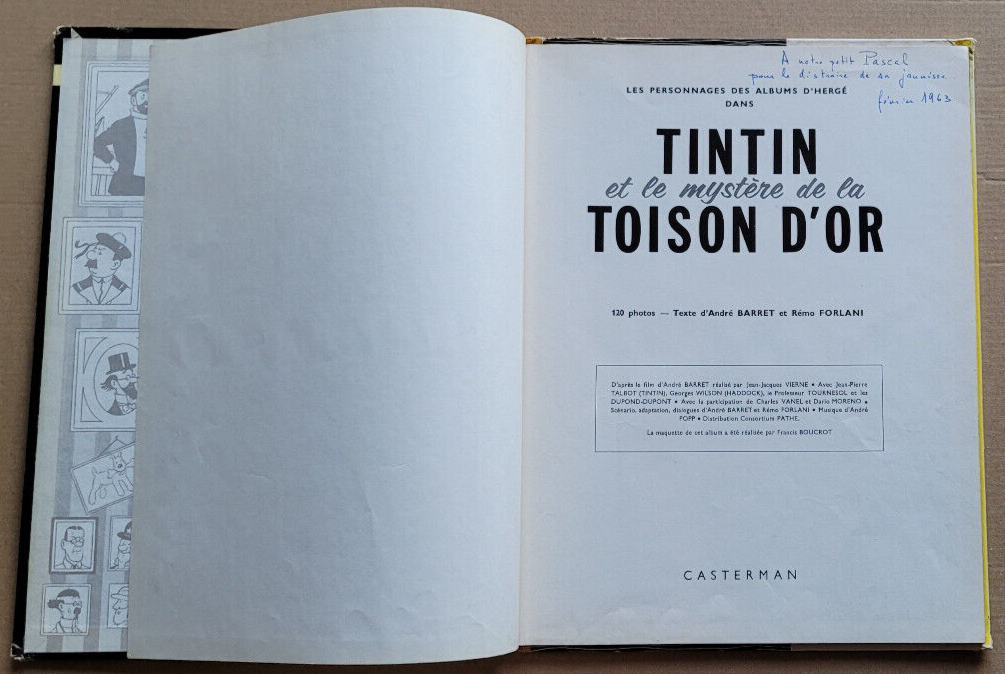 A notre petit Pascal
pour le distraire de sa jaunisse...
février 1963
LES PERSONNAGES DES ALBUMS D'HERGÉ
DANS
TINTIN
et le mystère de la
TOISON D'OR
120 photos — Texte d'André BARRET et Rémo FORLANI
D'après le film d'André BARRET réalisé par Jean-Jacques VIERNE • Avec Jean-Pierre
TALBOT (TINTIN), Georges WILSON (HADDOCK), le Professeur TOURNESOL et les
DUPOND-DUPONT • Avec la participation de Charles VANEL et Dario MORENO •
Scénario, adaptation, dialogues d'André BARRET et Rémo FORLANI • Musique d'André
POPP • Distribution Consortium PATHE.
La maquette de cet album a été réalisée par Francis BOUCROT
CASTERMAN